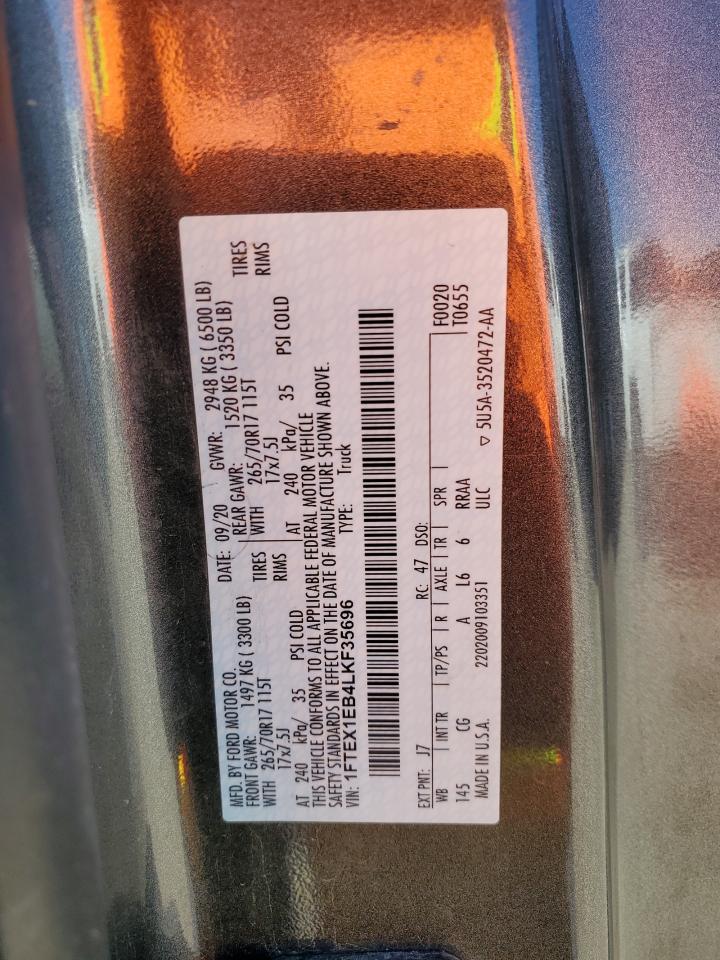 MFD. BY FORD MOTOR CO. DATE: 09/20 GVWR: 2948 KG ( 6500 LB)
FRONT GAWR: 1497 KG ( 3300 LB) REAR GAWR: 1520 KG ( 3350 LB)
WITH 265/70R17 115T TIRES WITH 265/70R17 115T TIRES
17x7.5J RIMS 17x7.5J RIMS
AT 240 kPa/ 35 PSI COLD AT 240 kPa/ 35 PSI COLD
THIS VEHICLE CONFORMS TO ALL APPLICABLE FEDERAL MOTOR VEHICLE
SAFETY STANDARDS IN EFFECT ON THE DATE OF MANUFACTURE SHOWN ABOVE.
VIN: 1FTEX1EB4LKF35696 TYPE: Truck
EXT PNT: J7 RC: 47 DSO: F0020
WB INT TR TP/PS R AXLE TR SPR T0655
145 CG A L6 6 RRAA
MADE IN U.S.A. 2202009103351 ULC ▽ 5U5A-3520472-AA